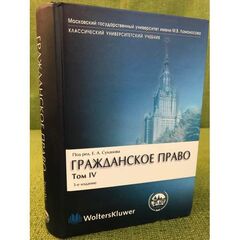 Московский государственный университет имени М.В. Ломоносова
КЛАССИЧЕСКИЙ УНИВЕРСИТЕТСКИЙ УЧЕБНИК
Под ред. Е. А. Суханова
ГРАЖДАНСКОЕ ПРАВО
Том IV
3-е издание
WoltersKluwer
ГРАЖДАНСКОЕ ПРАВО